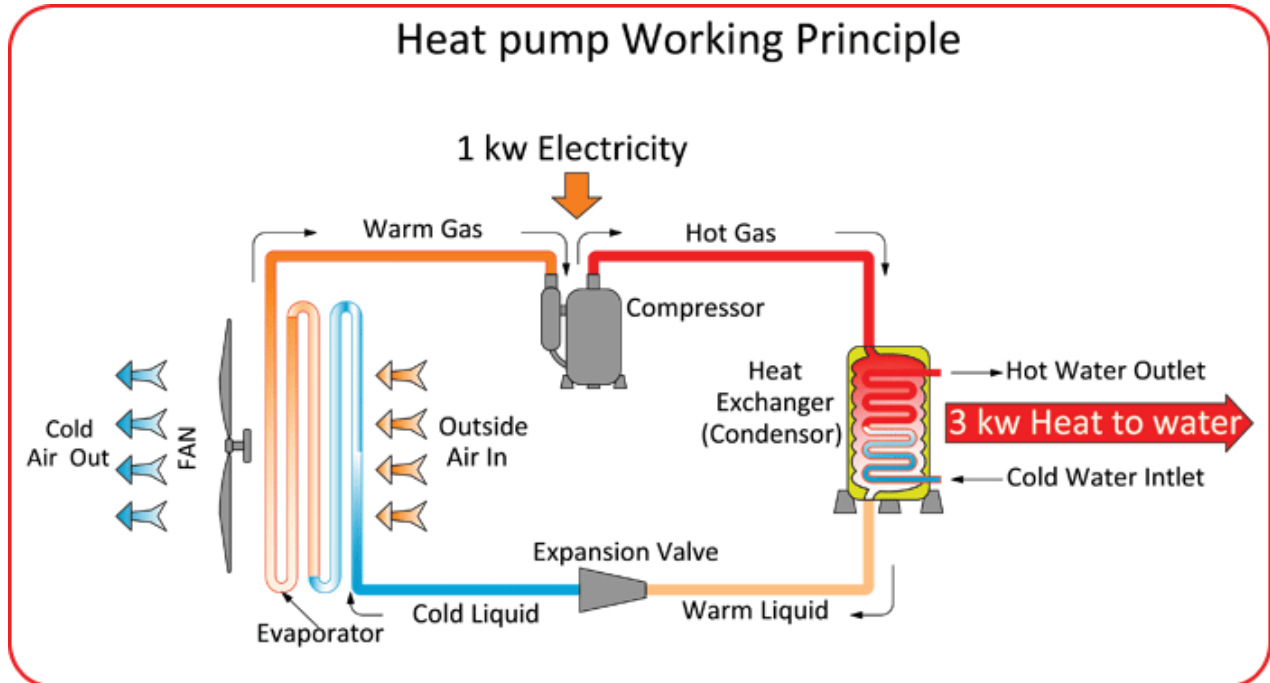 Heat pump Working Principle
1 kw Electricity
Warm Gas
Hot Gas
Compressor
Heat
Exchanger
(Condensor)
Hot Water Outlet
3 kw Heat to water
Cold Water Intlet
Cold
Air Out
FAN
Outside
Air In
Expansion Valve
Cold Liquid
Warm Liquid
Evaporator